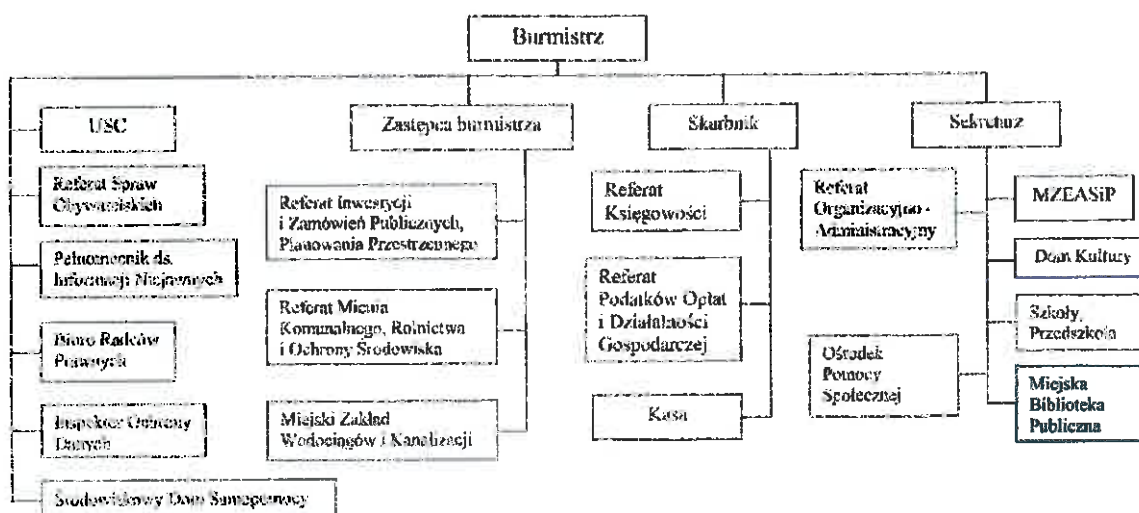 Burmistrz
USC
Referat Spraw
Obywatelskich
Pełnomocnik ds.
Informacji Niejawnych
Biuro Radców
Prawnych
Inspektor Ochrony
Danych
Środowiskowy Dom Samopomocy
Zastępca burmistrza
Referat Inwestycji
i Zamówień Publicznych,
Planowania Przestrzennego
Referat Mienia
Komunalnego, Rolnictwa
i Ochrony Środowiska
Miejski Zakład
Wodociągów i Kanalizacji
Skarbnik
Referat
Księgowości
Referat
Podatków Opłat
i Działalności
Gospodarczej
Kasa
Sekretarz
Referat
Organizacyjno -
Administracyjny
Ośrodek
Pomocy
Społecznej
MZEASiP
Dom Kultury
Szkoły,
Przedszkola
Miejska
Biblioteka
Publiczna